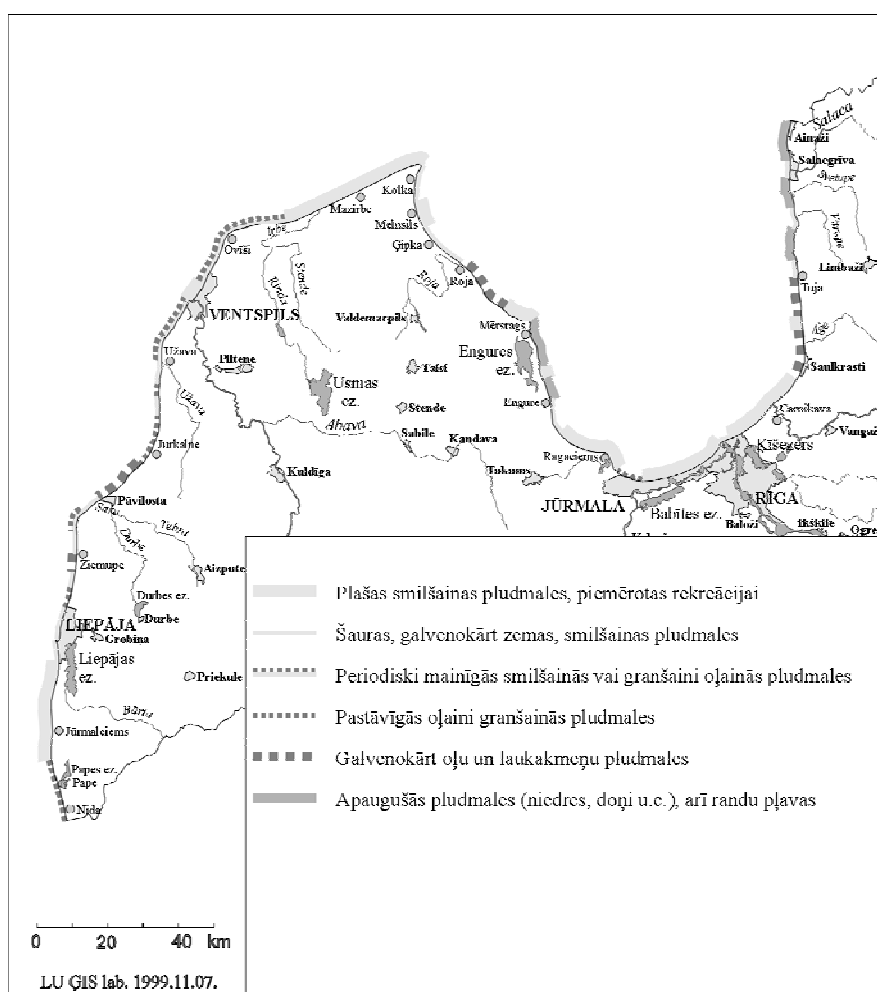 Salaca
Ainaži
Salacgrīva
Svētupe
Kolka
Mazirbe
Melnsils
Irbe
Ovīši
Ģipka
Limbaži
Roja
Roja
Stende
Rinda
Tūja
VENTSPILS
Valdemārpils
Mērsrags
Aģe
Engures
ez.
Užava
Piltene
Talsi
Saulkrasti
Usmas
ez.
Užava
Engure
Stende
Carnikava
Abava
Vangaži
Sabile
Kandava
Ķīšezers
Jūrkalne
Ragaciems
Kuldīga
Tukums
JŪRMALA
RĪGA
Pāvilosta
Saka
Babītes ez.
Baloži
Ikšķile
Ogre
Tebra
Durbe
Ziemupe
Aizpute
Durbes ez.
Durbe
LIEPĀJA
Grobiņa
Liepājas
ez.
Priekule
Bārta
Jūrmalciems
Papes ez.
Pape
Nida
Plašas smilšainas pludmales, piemērotas rekreācijai
Šauras, galvenokārt zemas, smilšainas pludmales
Periodiski mainīgās smilšainās vai granšaini oļainās pludmales
Pastāvīgās oļaini granšainās pludmales
Galvenokārt oļu un laukakmeņu pludmales
Apaugušās pludmales (niedres, doņi u.c.), arī randu pļavas
0 20 40 km
LU ĢIS lab. 1999.11.07.